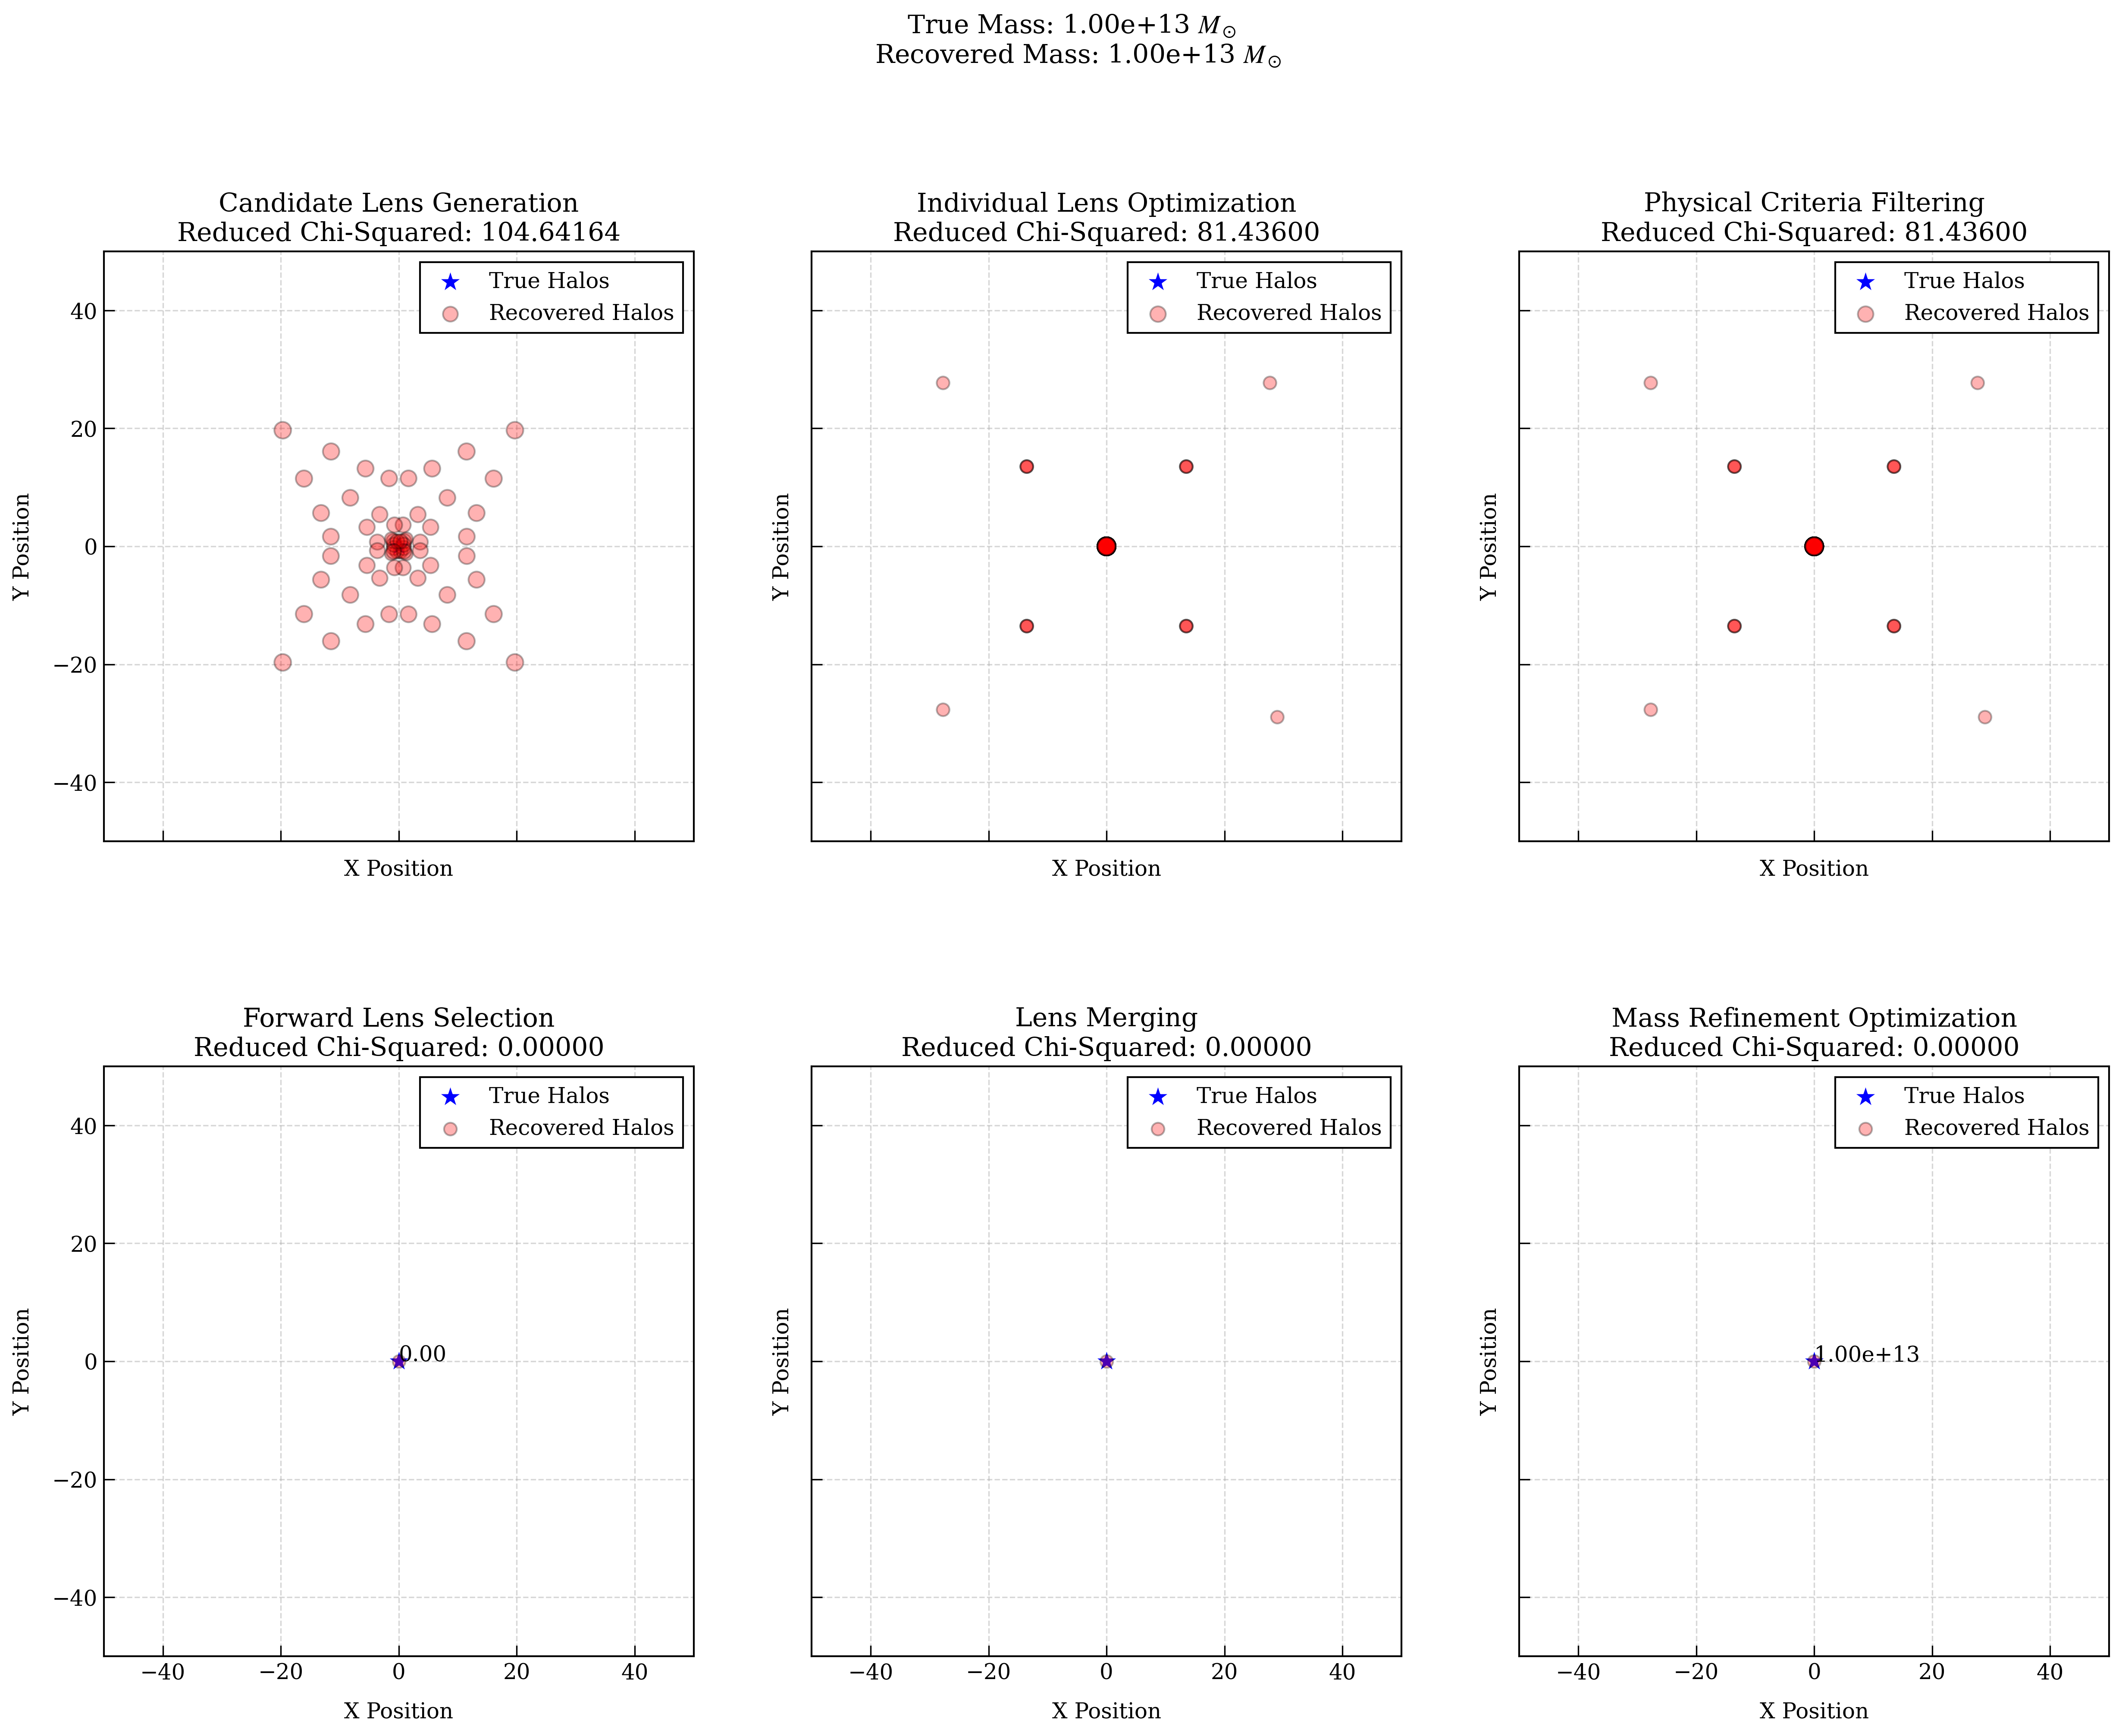 True Mass: 1.00e+13 M⊙
Recovered Mass: 1.00e+13 M⊙
Candidate Lens Generation
Reduced Chi-Squared: 104.64164
True Halos
Recovered Halos
40
20
0
−20
−40
Y Position
X Position
Individual Lens Optimization
Reduced Chi-Squared: 81.43600
True Halos
Recovered Halos
Y Position
X Position
Physical Criteria Filtering
Reduced Chi-Squared: 81.43600
True Halos
Recovered Halos
Y Position
X Position
Forward Lens Selection
Reduced Chi-Squared: 0.00000
True Halos
Recovered Halos
40
20
0
−20
−40
0.00
Y Position
−40 −20 0 20 40
X Position
Lens Merging
Reduced Chi-Squared: 0.00000
True Halos
Recovered Halos
Y Position
−40 −20 0 20 40
X Position
Mass Refinement Optimization
Reduced Chi-Squared: 0.00000
True Halos
Recovered Halos
1.00e+13
Y Position
−40 −20 0 20 40
X Position